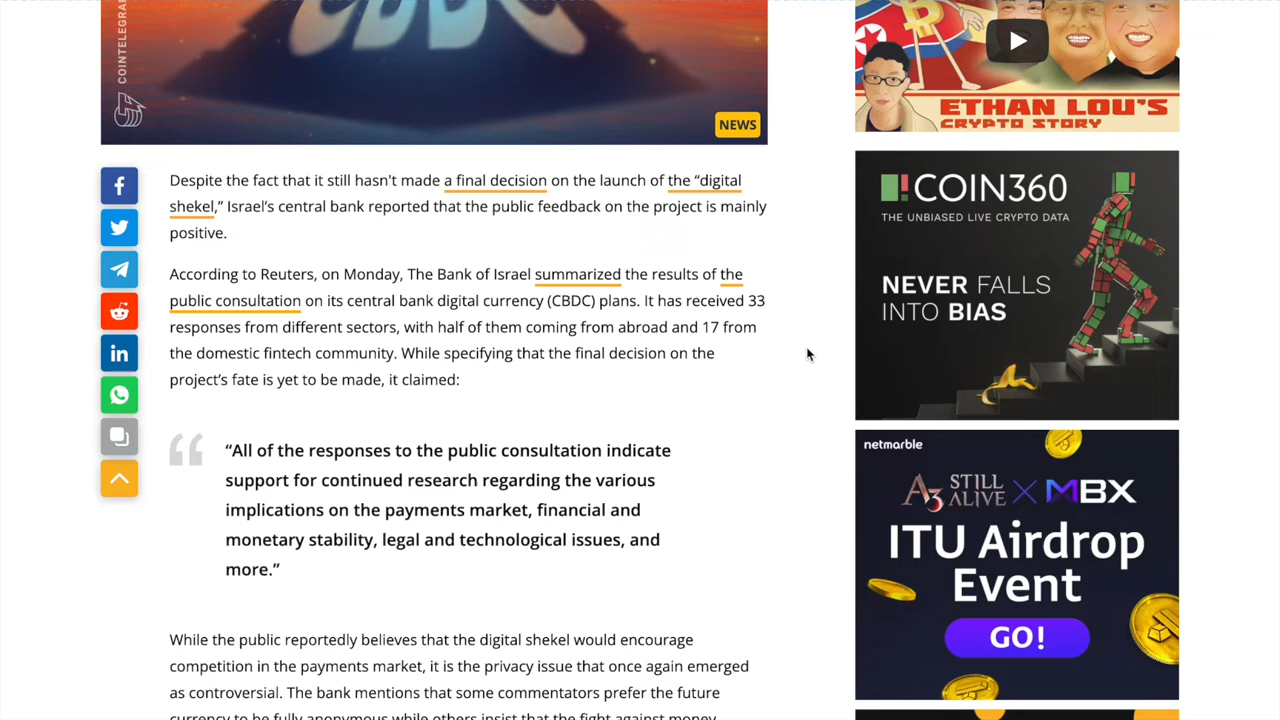 COINTELEGRAP
CBDC
NEWS
Despite the fact that it still hasn't made a final decision on the launch of the “digital
shekel,” Israel’s central bank reported that the public feedback on the project is mainly
positive.
According to Reuters, on Monday, The Bank of Israel summarized the results of the
public consultation on its central bank digital currency (CBDC) plans. It has received 33
responses from different sectors, with half of them coming from abroad and 17 from
the domestic fintech community. While specifying that the final decision on the
project’s fate is yet to be made, it claimed:
“All of the responses to the public consultation indicate
support for continued research regarding the various
implications on the payments market, financial and
monetary stability, legal and technological issues, and
more.”
While the public reportedly believes that the digital shekel would encourage
competition in the payments market, it is the privacy issue that once again emerged
as controversial. The bank mentions that some commentators prefer the future
currency to be fully anonymous while others insist that the fight against money
ETHAN LOU'S
CRYPTO STORY
COIN360
THE UNBIASED LIVE CRYPTO DATA
NEVER FALLS
INTO BIAS
netmarble
A3 STILL ALIVE X MBX
ITU Airdrop
Event
GO!